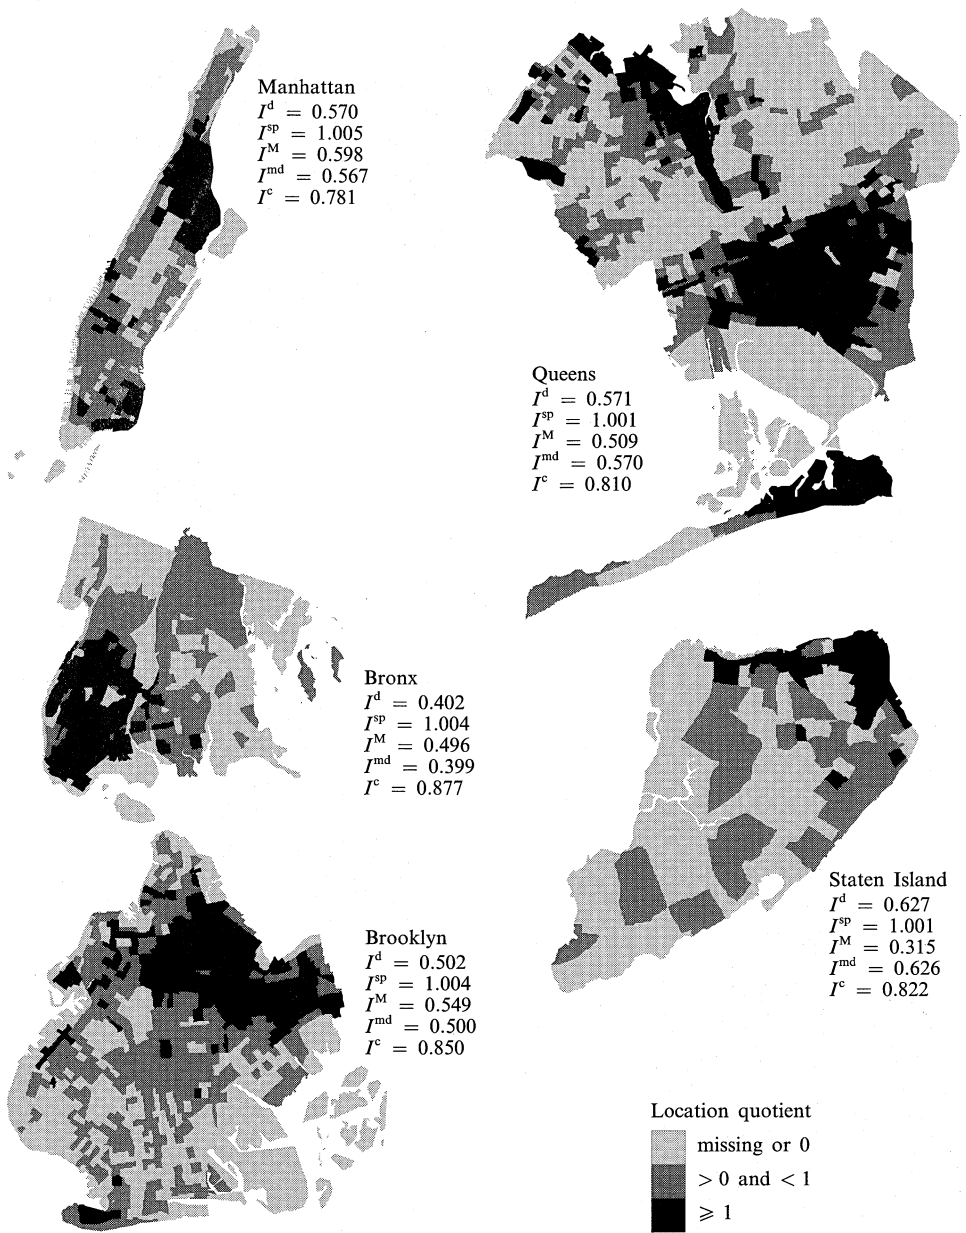 Manhattan
I^d = 0.570
I^sp = 1.005
I^M = 0.598
I^md = 0.567
I^c = 0.781
Queens
I^d = 0.571
I^sp = 1.001
I^M = 0.509
I^md = 0.570
I^c = 0.810
Bronx
I^d = 0.402
I^sp = 1.004
I^M = 0.496
I^md = 0.399
I^c = 0.877
Brooklyn
I^d = 0.502
I^sp = 1.004
I^M = 0.549
I^md = 0.500
I^c = 0.850
Staten Island
I^d = 0.627
I^sp = 1.001
I^M = 0.315
I^md = 0.626
I^c = 0.822
Location quotient
missing or 0
> 0 and < 1
⩾ 1